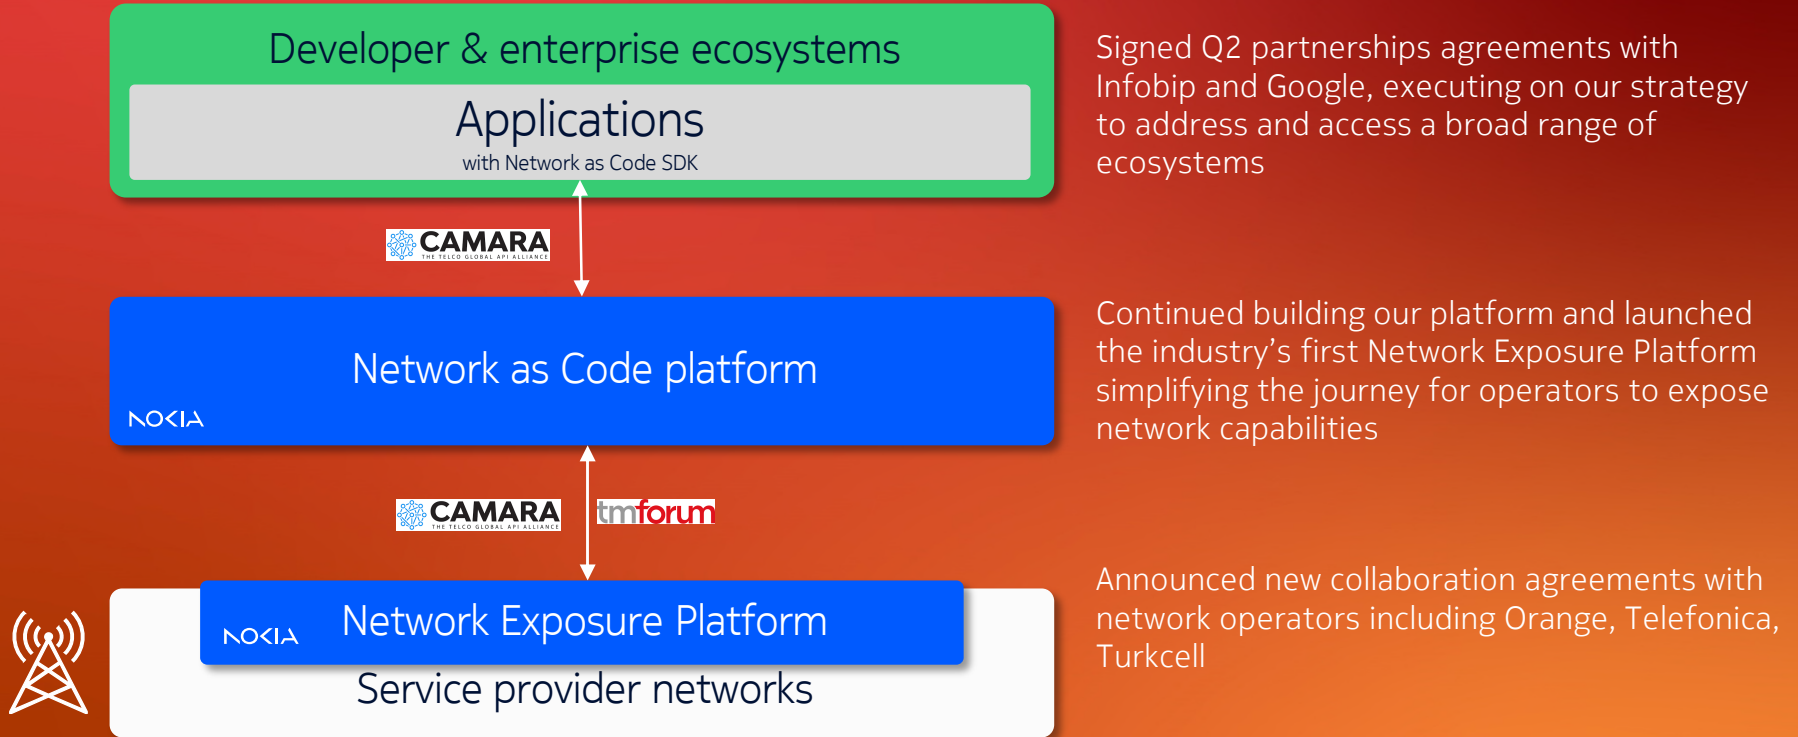 Developer & enterprise ecosystems
Applications
with Network as Code SDK
Signed Q2 partnerships agreements with
Infobip and Google, executing on our strategy
to address and access a broad range of
ecosystems
CAMARA
THE TELCO GLOBAL API ALLIANCE
Network as Code platform
NOKIA
Continued building our platform and launched
the industry’s first Network Exposure Platform
simplifying the journey for operators to expose
network capabilities
CAMARA
THE TELCO GLOBAL API ALLIANCE
tmforum
Network Exposure Platform
NOKIA
Service provider networks
Announced new collaboration agreements with
network operators including Orange, Telefonica,
Turkcell